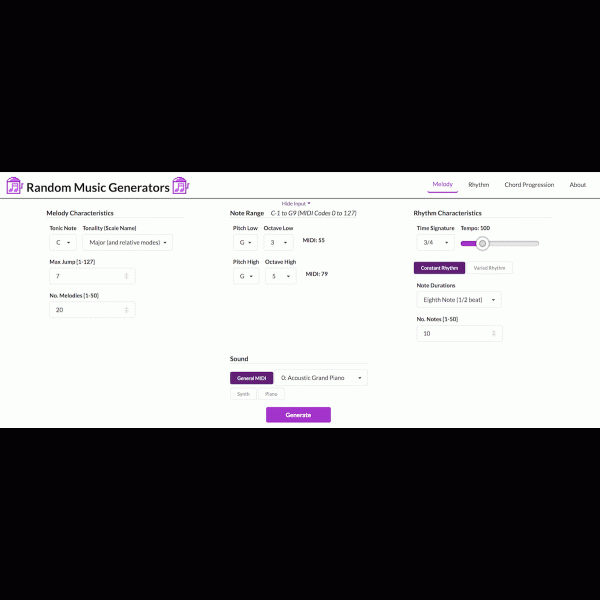 Random Music Generators
Melody Rhythm Chord Progression About
Hide Input
Melody Characteristics
Tonic Note Tonality (Scale Name)
C Major (and relative modes)
Max Jump [1-127]
7
No. Melodies [1-50]
20
Note Range C-1 to G9 (MIDI Codes 0 to 127)
Pitch Low Octave Low
G 3 MIDI: 55
Pitch High Octave High
G 5 MIDI: 79
Rhythm Characteristics
Time Signature Tempo: 100
3/4
Constant Rhythm Varied Rhythm
Note Durations
Eighth Note (1/2 beat)
No. Notes [1-50]
10
Sound
General MIDI 0: Acoustic Grand Piano
Synth Piano
Generate